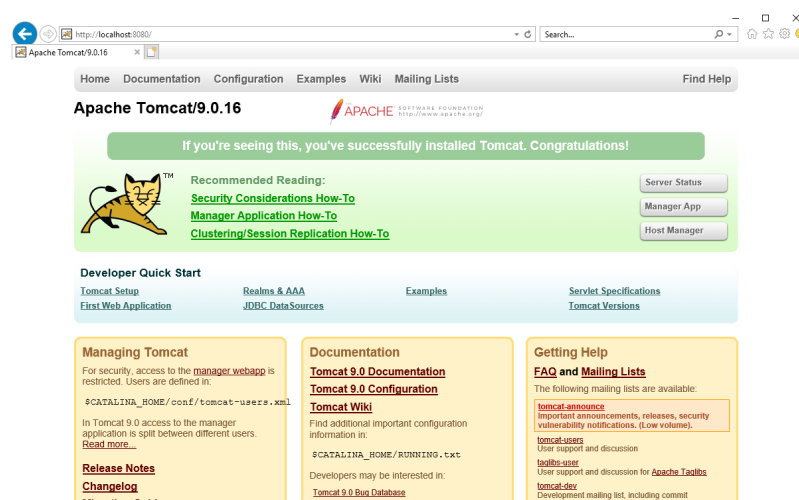 http://localhost:8080/
Search...
Apache Tomcat/9.0.16
Home Documentation Configuration Examples Wiki Mailing Lists Find Help
Apache Tomcat/9.0.16
THE
APACHE SOFTWARE FOUNDATION
http://www.apache.org/
If you're seeing this, you've successfully installed Tomcat. Congratulations!
TM
Recommended Reading:
Security Considerations How-To
Manager Application How-To
Clustering/Session Replication How-To
Server Status
Manager App
Host Manager
Developer Quick Start
Tomcat Setup
First Web Application
Realms & AAA
JDBC DataSources
Examples
Servlet Specifications
Tomcat Versions
Managing Tomcat
For security, access to the manager webapp is
restricted. Users are defined in:
$CATALINA_HOME/conf/tomcat-users.xml
In Tomcat 9.0 access to the manager
application is split between different users.
Read more...
Release Notes
Changelog
Documentation
Tomcat 9.0 Documentation
Tomcat 9.0 Configuration
Tomcat Wiki
Find additional important configuration
information in:
$CATALINA_HOME/RUNNING.txt
Developers may be interested in:
Tomcat 9.0 Bug Database
Getting Help
FAQ and Mailing Lists
The following mailing lists are available:
tomcat-announce
Important announcements, releases, security
vulnerability notifications. (Low volume).
tomcat-users
User support and discussion
taglibs-user
User support and discussion for Apache Taglibs
tomcat-dev
Development mailing list, including commit